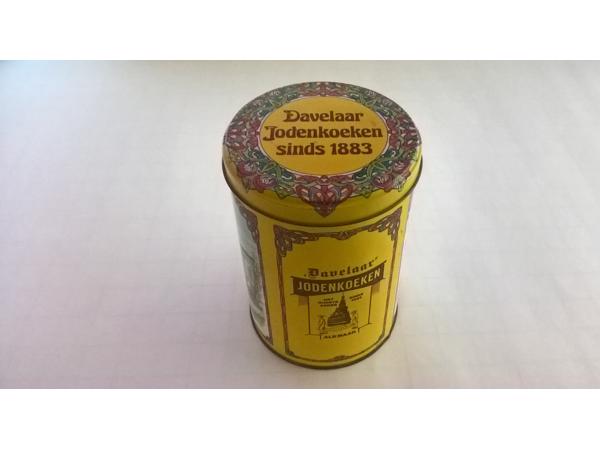 Davelaar
Jodenkoeken
sinds 1883
"Davelaar"
JODENKOEKEN
ALKMAAR